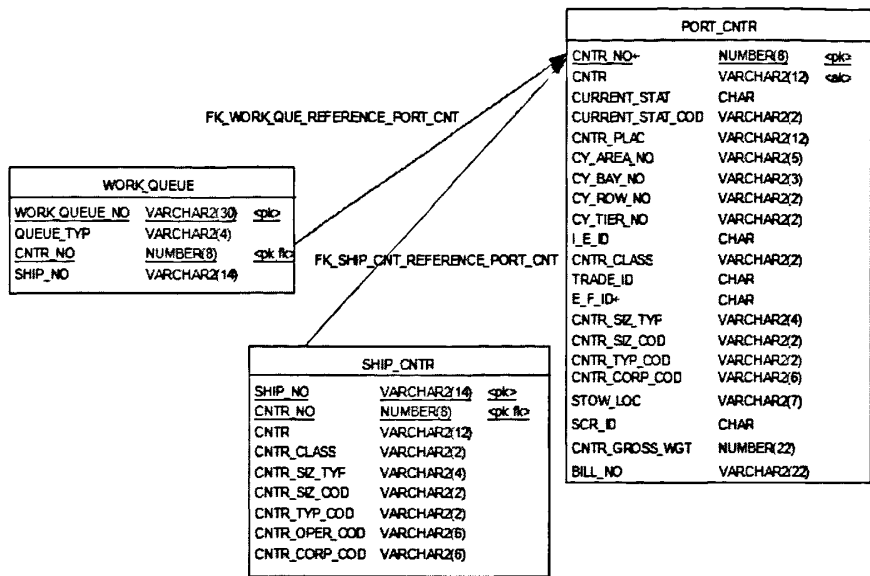 PORT_CNTR
CNTR_NO+ NUMBER(8) <pk>
CNTR VARCHAR2(12) <ak>
CURRENT_STAT CHAR
CURRENT_STAT_COD VARCHAR2(2)
CNTR_PLAC VARCHAR2(12)
CY_AREA_NO VARCHAR2(5)
CY_BAY_NO VARCHAR2(3)
CY_ROW_NO VARCHAR2(2)
CY_TIER_NO VARCHAR2(2)
I_E_ID CHAR
CNTR_CLASS VARCHAR2(2)
TRADE_ID CHAR
E_F_ID+ CHAR
CNTR_SIZ_TYP VARCHAR2(4)
CNTR_SIZ_COD VARCHAR2(2)
CNTR_TYP_COD VARCHAR2(2)
CNTR_CORP_COD VARCHAR2(6)
STOW_LOC VARCHAR2(7)
SCR_ID CHAR
CNTR_GROSS_WGT NUMBER(22)
BILL_NO VARCHAR2(22)
FK_WORK_QUE_REFERENCE_PORT_CNT
WORK_QUEUE
WORK_QUEUE_NO VARCHAR2(30) <pk>
QUEUE_TYP VARCHAR2(4)
CNTR_NO NUMBER(8) <pk fk>
SHIP_NO VARCHAR2(14)
FK_SHIP_CNT_REFERENCE_PORT_CNT
SHIP_CNTR
SHIP_NO VARCHAR2(14) <pk>
CNTR_NO NUMBER(8) <pk fk>
CNTR VARCHAR2(12)
CNTR_CLASS VARCHAR2(2)
CNTR_SIZ_TYP VARCHAR2(4)
CNTR_SIZ_COD VARCHAR2(2)
CNTR_TYP_COD VARCHAR2(2)
CNTR_OPER_COD VARCHAR2(6)
CNTR_CORP_COD VARCHAR2(6)